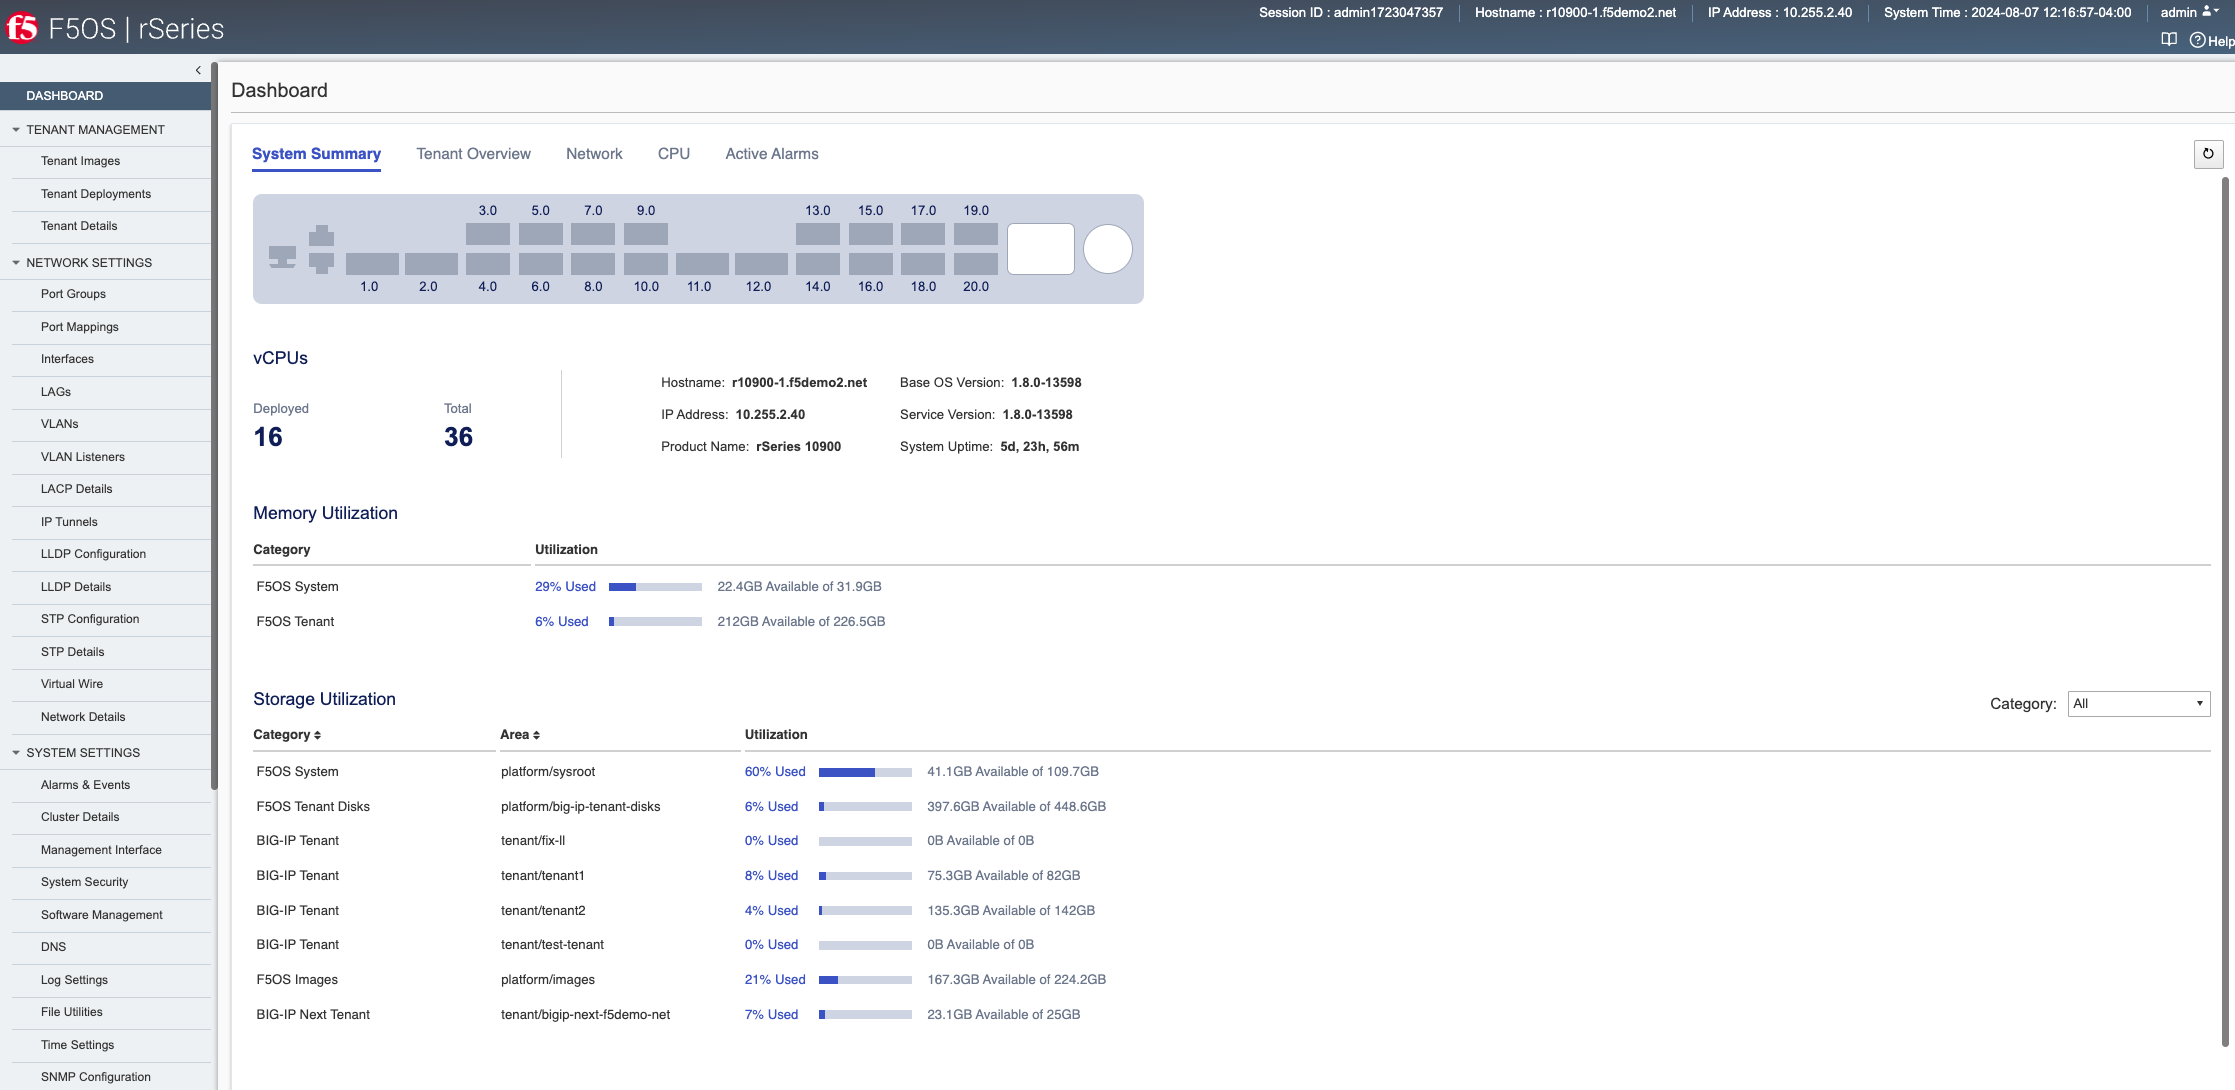 Session ID : admin1723047357 Hostname : r10900-1.f5demo2.net IP Address : 10.255.2.40 System Time : 2024-08-07 12:16:57-04:00 admin
f5 F5OS | rSeries
Help
DASHBOARD
TENANT MANAGEMENT
Tenant Images
Tenant Deployments
Tenant Details
NETWORK SETTINGS
Port Groups
Port Mappings
Interfaces
LAGs
VLANs
VLAN Listeners
LACP Details
IP Tunnels
LLDP Configuration
LLDP Details
STP Configuration
STP Details
Virtual Wire
Network Details
SYSTEM SETTINGS
Alarms & Events
Cluster Details
Management Interface
System Security
Software Management
DNS
Log Settings
File Utilities
Time Settings
SNMP Configuration
Dashboard
System Summary Tenant Overview Network CPU Active Alarms
3.0 5.0 7.0 9.0 13.0 15.0 17.0 19.0
1.0 2.0 4.0 6.0 8.0 10.0 11.0 12.0 14.0 16.0 18.0 20.0
vCPUs
Deployed Total
16 36
Hostname: r10900-1.f5demo2.net Base OS Version: 1.8.0-13598
IP Address: 10.255.2.40 Service Version: 1.8.0-13598
Product Name: rSeries 10900 System Uptime: 5d, 23h, 56m
Memory Utilization
Category Utilization
F5OS System 29% Used 22.4GB Available of 31.9GB
F5OS Tenant 6% Used 212GB Available of 226.5GB
Storage Utilization
Category: All
Category Area Utilization
F5OS System platform/sysroot 60% Used 41.1GB Available of 109.7GB
F5OS Tenant Disks platform/big-ip-tenant-disks 6% Used 397.6GB Available of 448.6GB
BIG-IP Tenant tenant/fix-ll 0% Used 0B Available of 0B
BIG-IP Tenant tenant/tenant1 8% Used 75.3GB Available of 82GB
BIG-IP Tenant tenant/tenant2 4% Used 135.3GB Available of 142GB
BIG-IP Tenant tenant/test-tenant 0% Used 0B Available of 0B
F5OS Images platform/images 21% Used 167.3GB Available of 224.2GB
BIG-IP Next Tenant tenant/bigip-next-f5demo-net 7% Used 23.1GB Available of 25GB